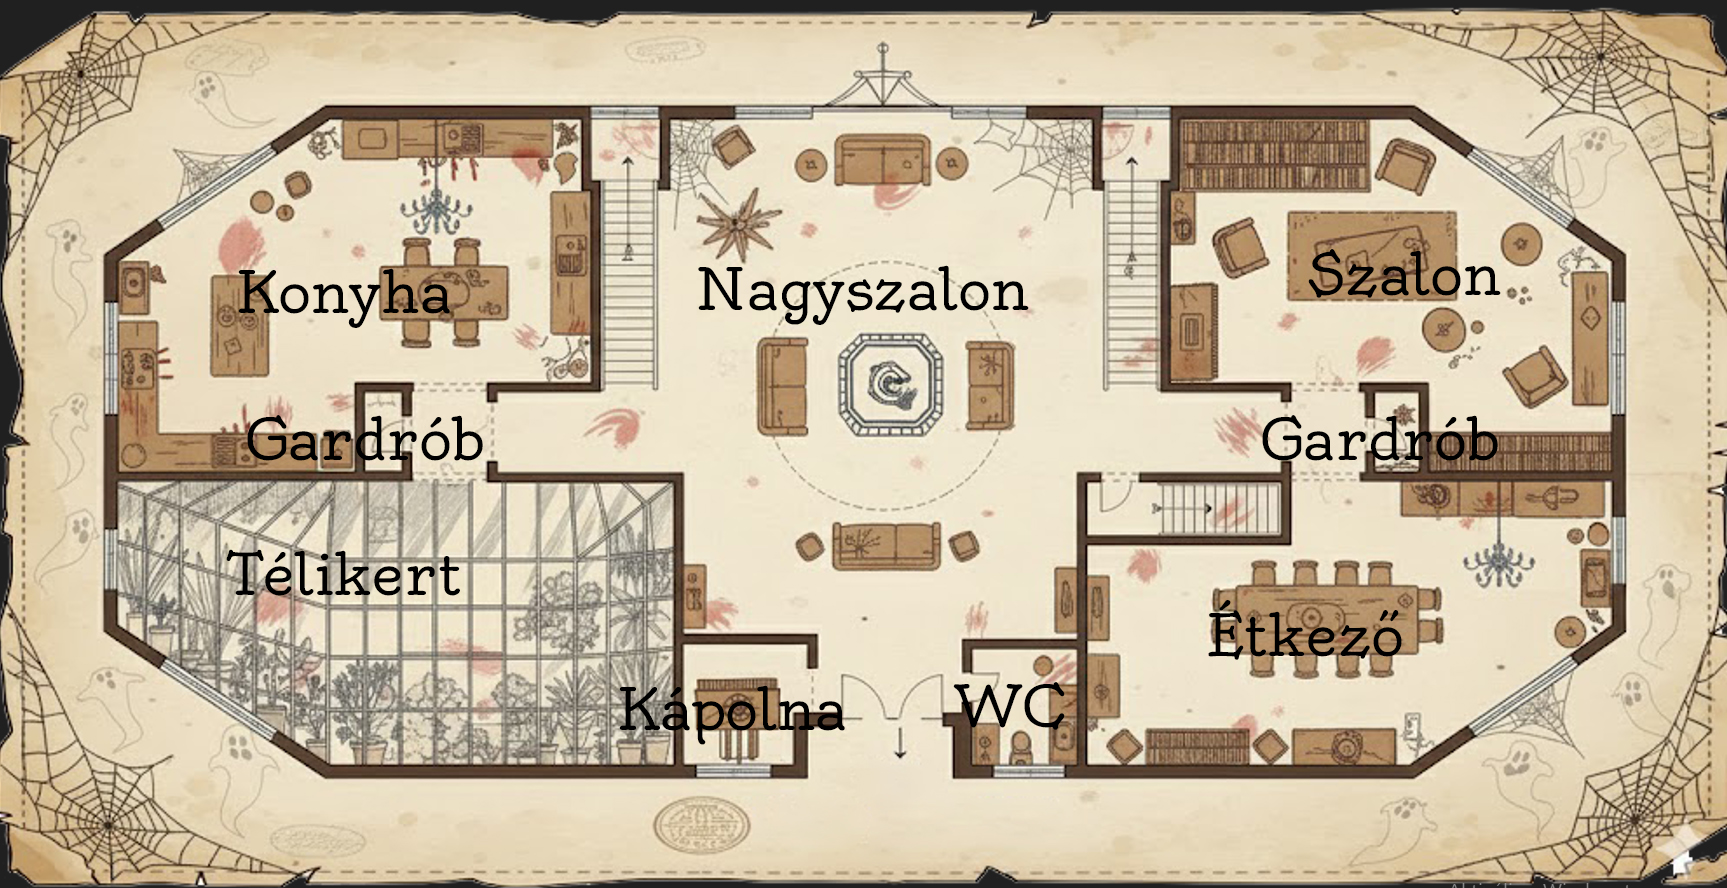 Konyha
Nagyszalon
Szalon
Gardrób
Gardrób
Télikert
Étkező
Kápolna
WC